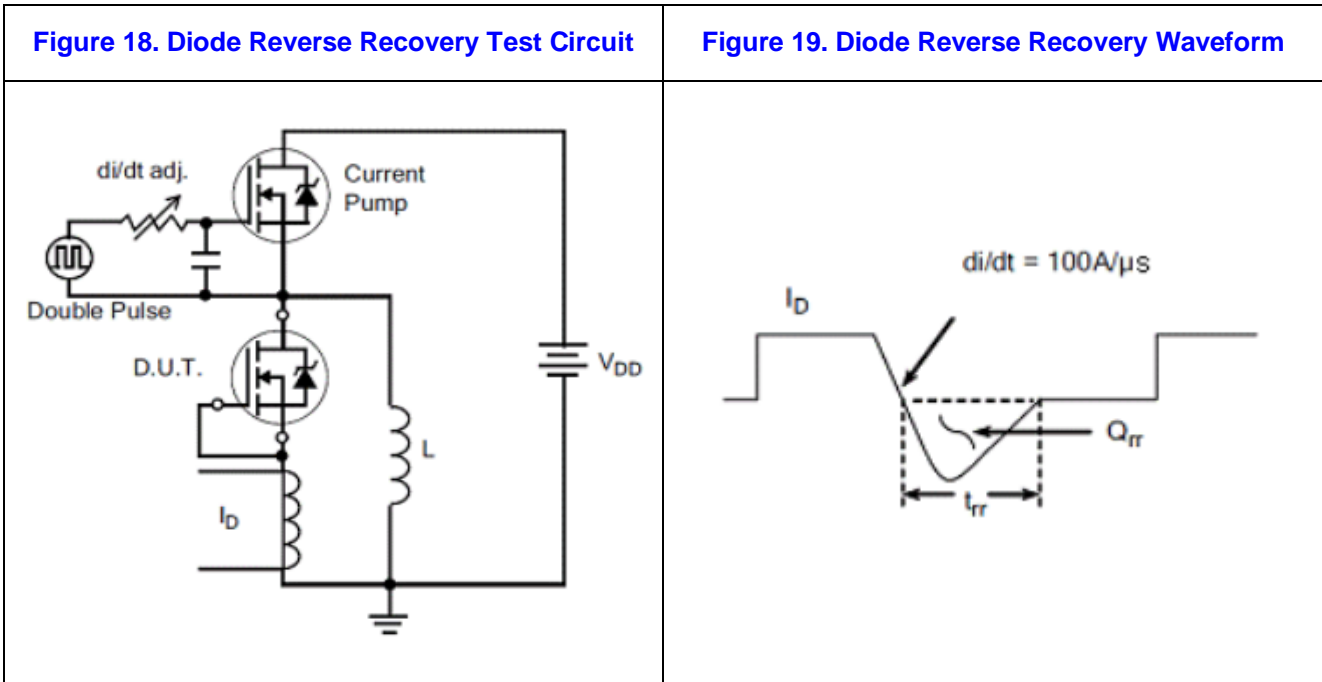 Figure 18. Diode Reverse Recovery Test Circuit
Figure 19. Diode Reverse Recovery Waveform
di/dt adj.
Current
Pump
Double Pulse
D.U.T.
VDD
L
ID
di/dt = 100A/μs
ID
Qrr
trr